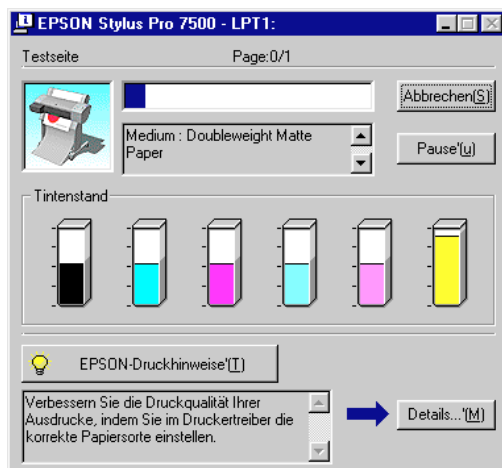 EPSON Stylus Pro 7500 - LPT1:
Testseite Page:0/1
Abbrechen(S)
Medium : Doubleweight Matte
Paper
Pause'(u)
Tintenstand
EPSON-Druckhinweise'(T)
Verbessern Sie die Druckqualität Ihrer
Ausdrucke, indem Sie im Druckertreiber die
korrekte Papiersorte einstellen.
Details...'(M)